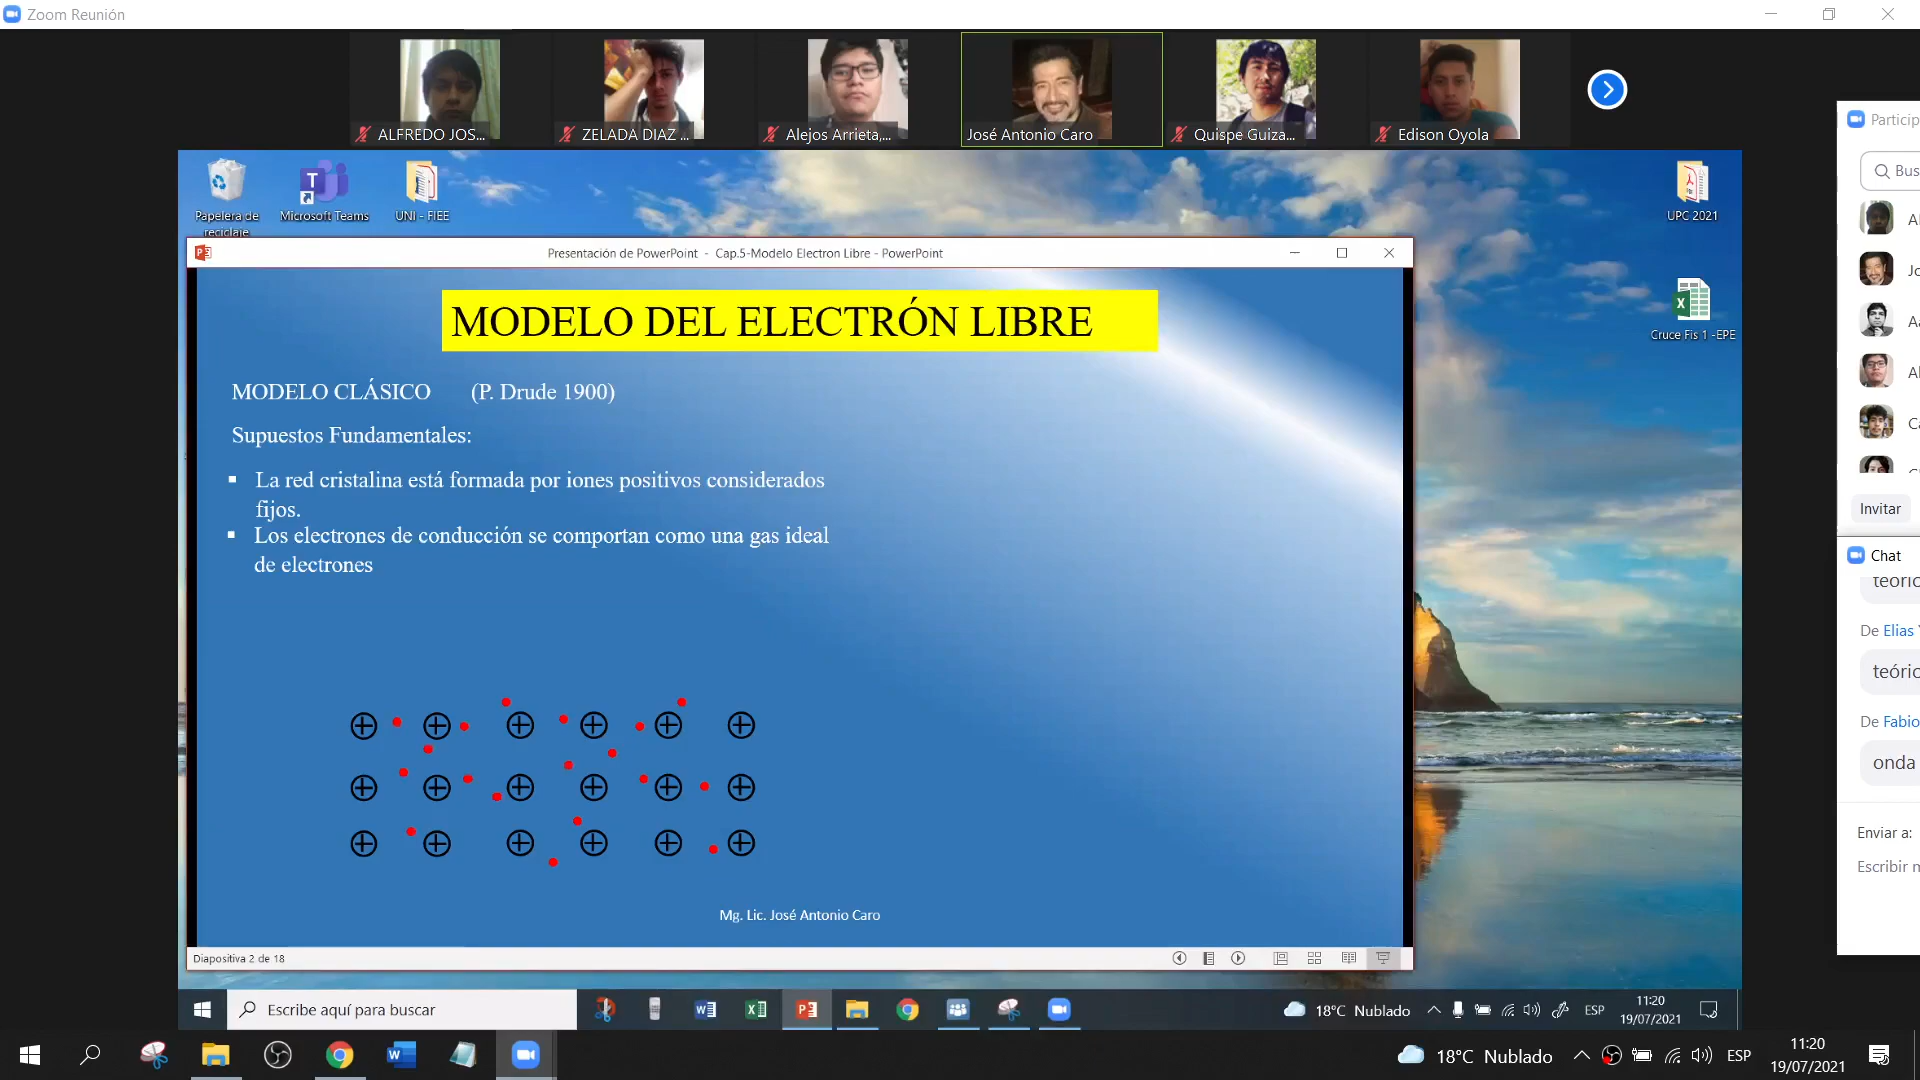 Zoom Reunión
ALFREDO JOS...
ZELADA DIAZ ...
Alejos Arrieta,...
José Antonio Caro
Quispe Guiza...
Edison Oyola
Particip
Bus
Papelera de
reciclaje
Microsoft Teams
UNI - FIEE
UPC 2021
Cruce Fis 1 -EPE
Presentación de PowerPoint - Cap.5-Modelo Electron Libre - PowerPoint
MODELO DEL ELECTRÓN LIBRE
MODELO CLÁSICO (P. Drude 1900)
Supuestos Fundamentales:
La red cristalina está formada por iones positivos considerados
fijos.
Los electrones de conducción se comportan como una gas ideal
de electrones
Mg. Lic. José Antonio Caro
Diapositiva 2 de 18
Invitar
Chat
teóric
De Elias
teóric
De Fabio
onda
Enviar a:
Escribir
Escribe aquí para buscar
18°C Nublado
ESP
11:20
19/07/2021
18°C Nublado
ESP
11:20
19/07/2021